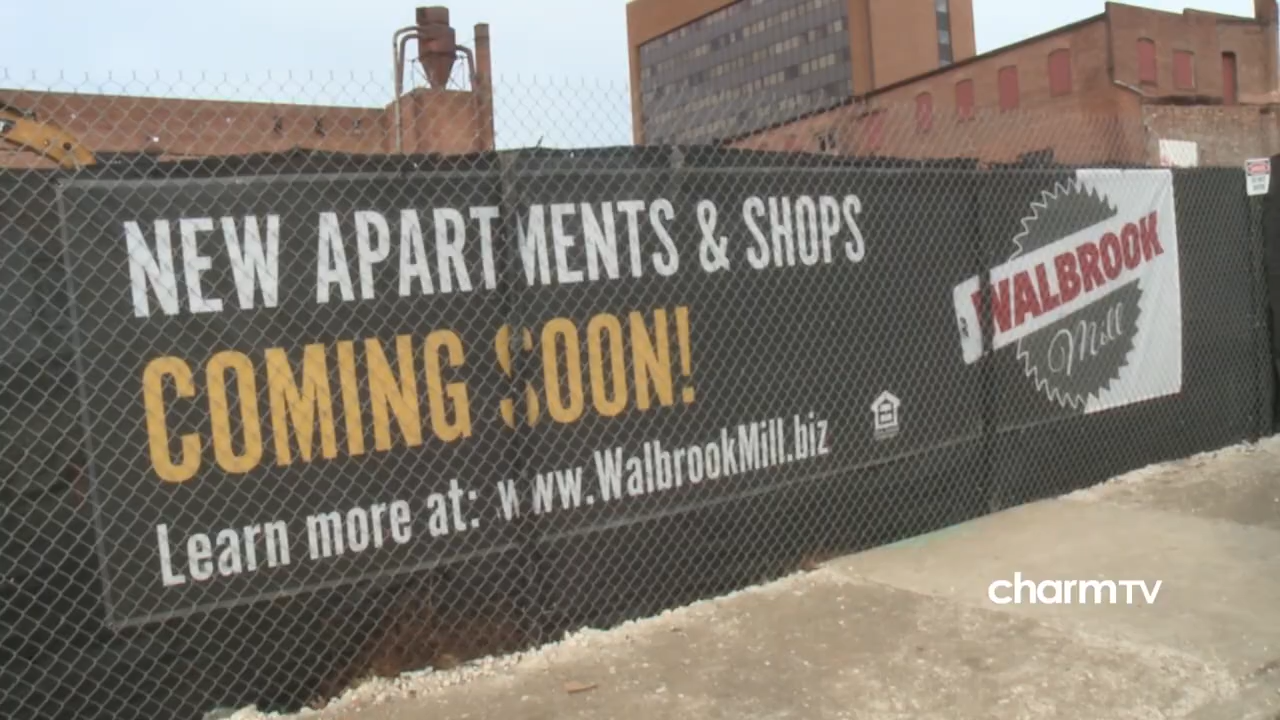 NEW APARTMENTS & SHOPS
COMING SOON!
Learn more at: www.WalbrookMill.biz
WALBROOK
Mill
charmTV